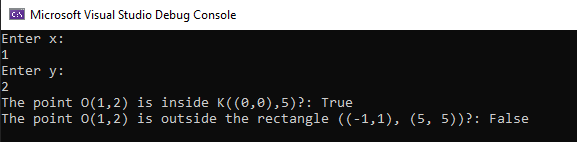 Microsoft Visual Studio Debug Console
Enter x:
1
Enter y:
2
The point O(1,2) is inside K((0,0),5)?: True
The point O(1,2) is outside the rectangle ((-1,1), (5, 5))?: False